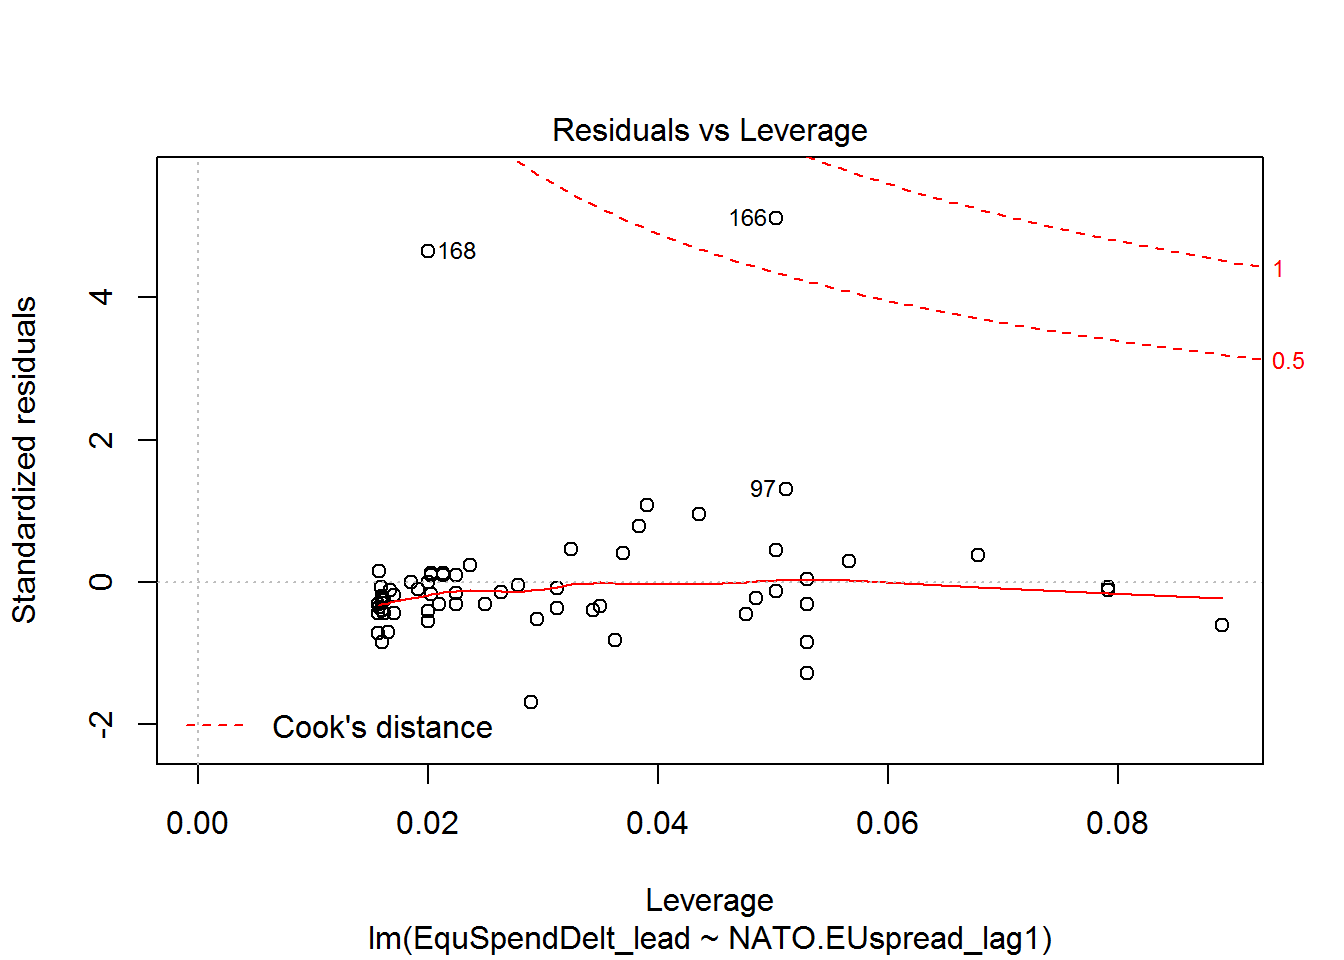 Residuals vs Leverage
Standardized residuals
4
2
0
-2
168
166
97
1
0.5
Cook's distance
0.00 0.02 0.04 0.06 0.08
Leverage
lm(EquSpendDelt_lead ~ NATO.EUspread_lag1)